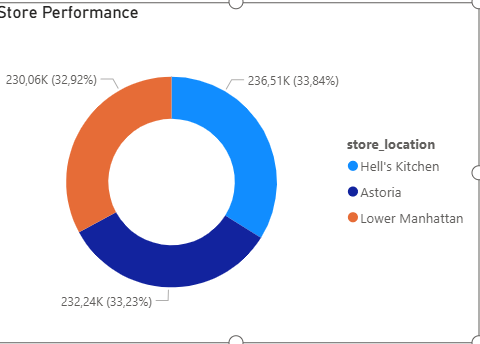 Store Performance
230,06K (32,92%)
236,51K (33,84%)
store_location
Hell's Kitchen
Astoria
Lower Manhattan
232,24K (33,23%)